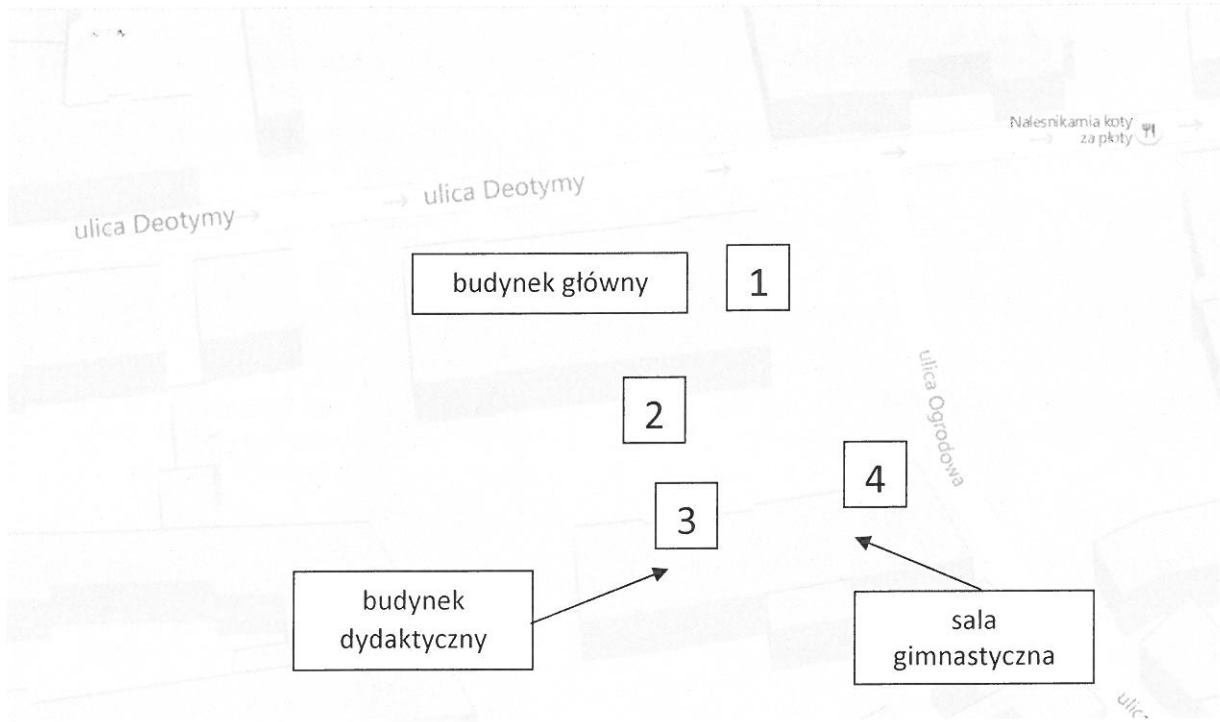 Nalesnikarnia koty
za płoty
ulica Deotymy
ulica Deotymy
budynek główny
1
ulica Ogrodowa
2
4
3
budynek
dydaktyczny
sala
gimnastyczna